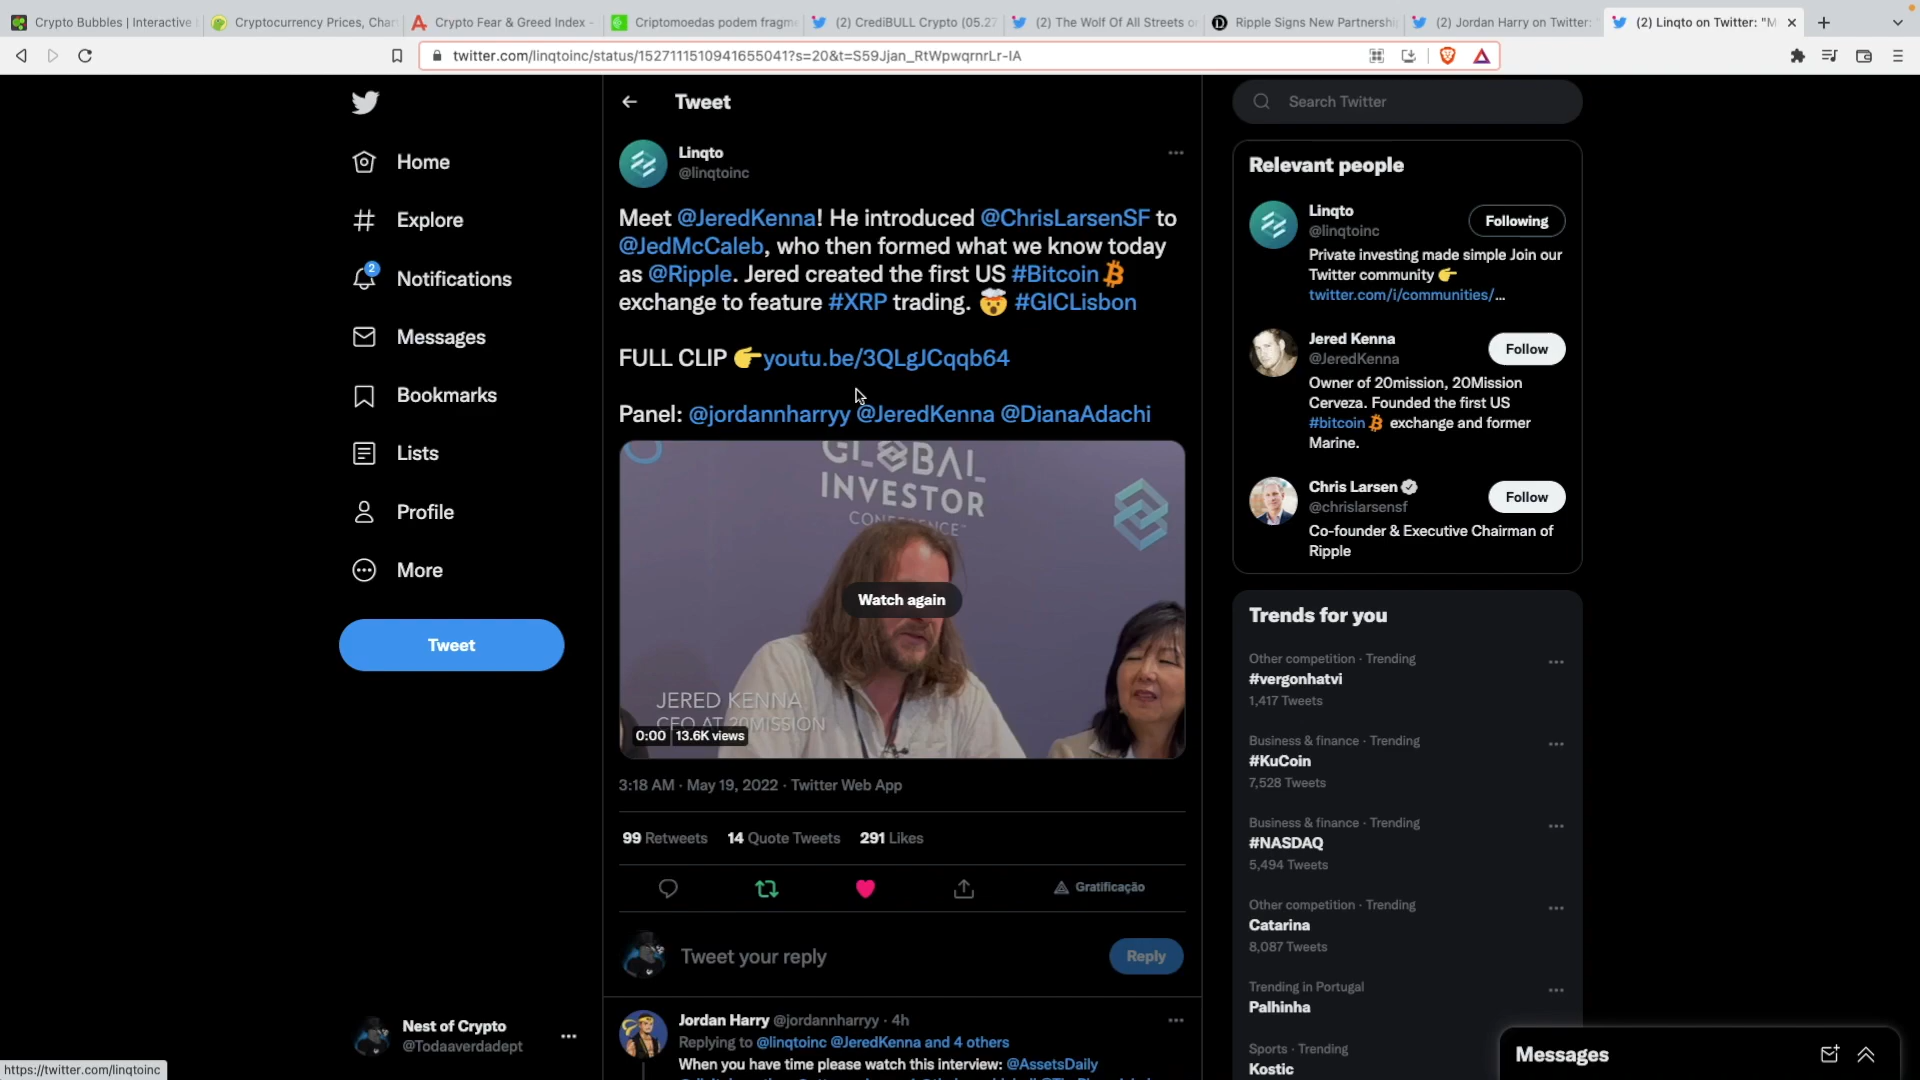 Crypto Bubbles | Interactive
Cryptocurrency Prices, Char
Crypto Fear & Greed Index -
Criptomoedas podem fragme
(2) CrediBULL Crypto (05.27
(2) The Wolf Of All Streets o
Ripple Signs New Partnershi
(2) Jordan Harry on Twitter:
(2) Linqto on Twitter: "M
twitter.com/linqtoinc/status/1527111510941655041?s=20&t=S59Jjan_RtWpwqrnrLr-IA
Home
Explore
2
Notifications
Messages
Bookmarks
Lists
Profile
More
Tweet
Nest of Crypto
@Todaaverdadept
https://twitter.com/linqtoinc
Tweet
Linqto
@linqtoinc
Meet @JeredKenna! He introduced @ChrisLarsenSF to
@JedMcCaleb, who then formed what we know today
as @Ripple. Jered created the first US #Bitcoin
exchange to feature #XRP trading. 🤯 #GICLisbon
FULL CLIP 👉youtu.be/3QLgJCqqb64
Panel: @jordannharryy @JeredKenna @DianaAdachi
GLOBAL
INVESTOR
CONFERENCE™
Watch again
JERED KENNA
CEO AT 20MISSION
0:00 13.6K views
3:18 AM · May 19, 2022 · Twitter Web App
99 Retweets 14 Quote Tweets 291 Likes
Gratificação
Tweet your reply
Reply
Jordan Harry @jordannharryy · 4h
Replying to @linqtoinc @JeredKenna and 4 others
When you have time please watch this interview: @AssetsDaily
Search Twitter
Relevant people
Linqto
@linqtoinc
Following
Private investing made simple Join our
Twitter community 👉
twitter.com/i/communities/...
Jered Kenna
@JeredKenna
Follow
Owner of 20mission, 20Mission
Cerveza. Founded the first US
#bitcoin exchange and former
Marine.
Chris Larsen
@chrislarsensf
Follow
Co-founder & Executive Chairman of
Ripple
Trends for you
Other competition · Trending
#vergonhatvi
1,417 Tweets
Business & finance · Trending
#KuCoin
7,528 Tweets
Business & finance · Trending
#NASDAQ
5,494 Tweets
Other competition · Trending
Catarina
8,087 Tweets
Trending in Portugal
Palhinha
Sports · Trending
Kostic
Messages